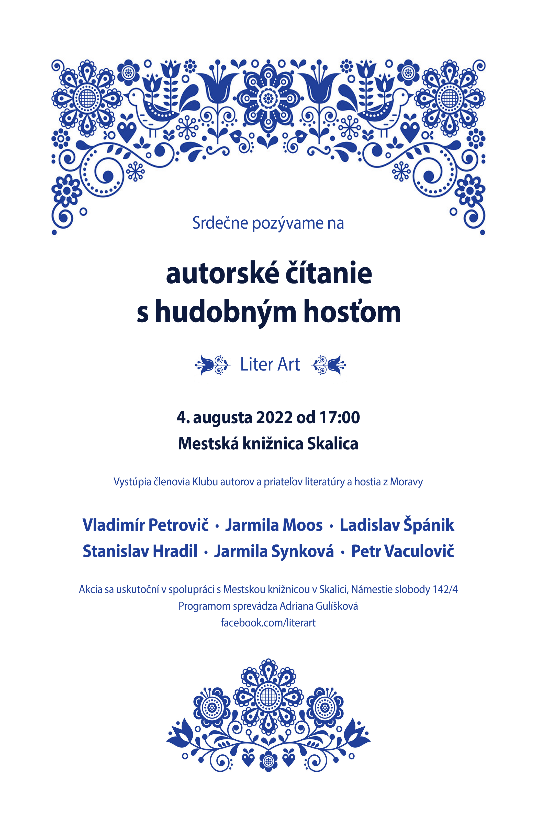 Srdečne pozývame na
autorské čítanie
s hudobným hosťom
Liter Art
4. augusta 2022 od 17:00
Mestská knižnica Skalica
Vystúpia členovia Klubu autorov a priateľov literatúry a hostia z Moravy
Vladimír Petrovič • Jarmila Moos • Ladislav Špánik
Stanislav Hradil • Jarmila Synková • Petr Vaculovič
Akcia sa uskutoční v spolupráci s Mestskou knižnicou v Skalici, Námestie slobody 142/4
Programom sprevádza Adriana Gulíšková
facebook.com/literart